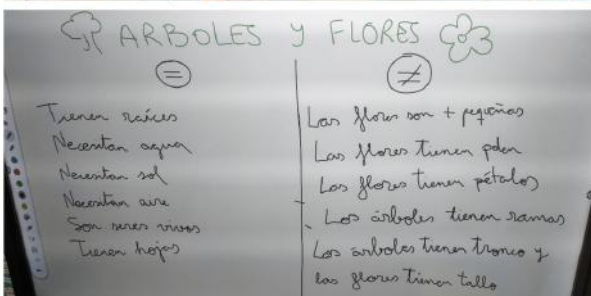 ARBOLES Y FLORES
=
Tienen raíces
Necesitan agua
Necesitan sol
Necesitan aire
Son seres vivos
Tienen hojas
≠
Las flores son + pequeñas
Las flores tienen polen
Las flores tienen pétalos
Los árboles tienen ramas
Los arboles tienen tronco y
las flores tienen tallo